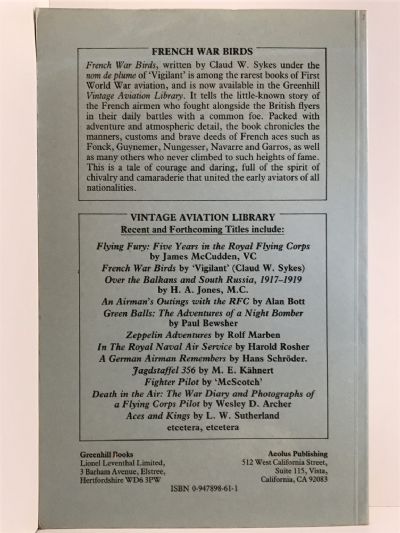 FRENCH WAR BIRDS
French War Birds, written by Claud W. Sykes under the
nom de plume of 'Vigilant' is among the rarest books of First
World War aviation, and is now available in the Greenhill
Vintage Aviation Library. It tells the little-known story of
the French airmen who fought alongside the British flyers
in their daily battles with a common foe. Packed with
adventure and atmospheric detail, the book chronicles the
manners, customs and brave deeds of French aces such as
Fonck, Guynemer, Nungesser, Navarre and Garros, as well
as many others who never climbed to such heights of fame.
This is a tale of courage and daring, full of the spirit of
chivalry and camaraderie that united the early aviators of all
nationalities.
VINTAGE AVIATION LIBRARY
Recent and Forthcoming Titles include:
Flying Fury: Five Years in the Royal Flying Corps
by James McCudden, VC
French War Birds by 'Vigilant' (Claud W. Sykes)
Over the Balkans and South Russia, 1917–1919
by H. A. Jones, M.C.
An Airman's Outings with the RFC by Alan Bott
Green Balls: The Adventures of a Night Bomber
by Paul Bewsher
Zeppelin Adventures by Rolf Marben
In The Royal Naval Air Service by Harold Rosher
A German Airman Remembers by Hans Schröder.
Jagdstaffel 356 by M. E. Kähnert
Fighter Pilot by 'McScotch'
Death in the Air: The War Diary and Photographs of
a Flying Corps Pilot by Wesley D. Archer
Aces and Kings by L. W. Sutherland
etcetera, etcetera
Greenhill Books
Lionel Leventhal Limited,
3 Barham Avenue, Elstree,
Hertfordshire WD6 3PW
Aeolus Publishing
512 West California Street,
Suite 115, Vista,
California, CA 92083
ISBN 0-947898-61-1